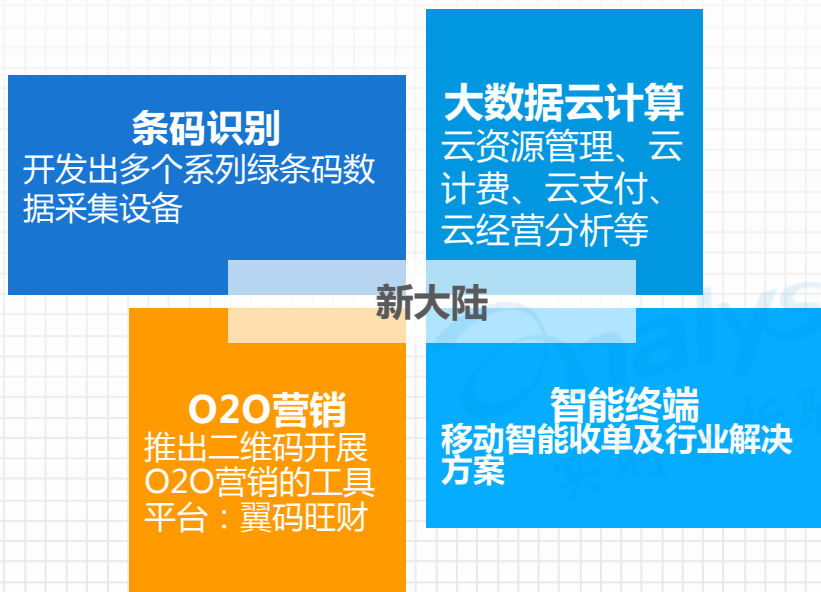 条码识别
开发出多个系列绿条码数
据采集设备
大数据云计算
云资源管理、云
计费、云支付、
云经营分析等
新大陆
O2O营销
推出二维码开展
O2O营销的工具
平台：翼码旺财
智能终端
移动智能收单及行业解决
方案
nalys